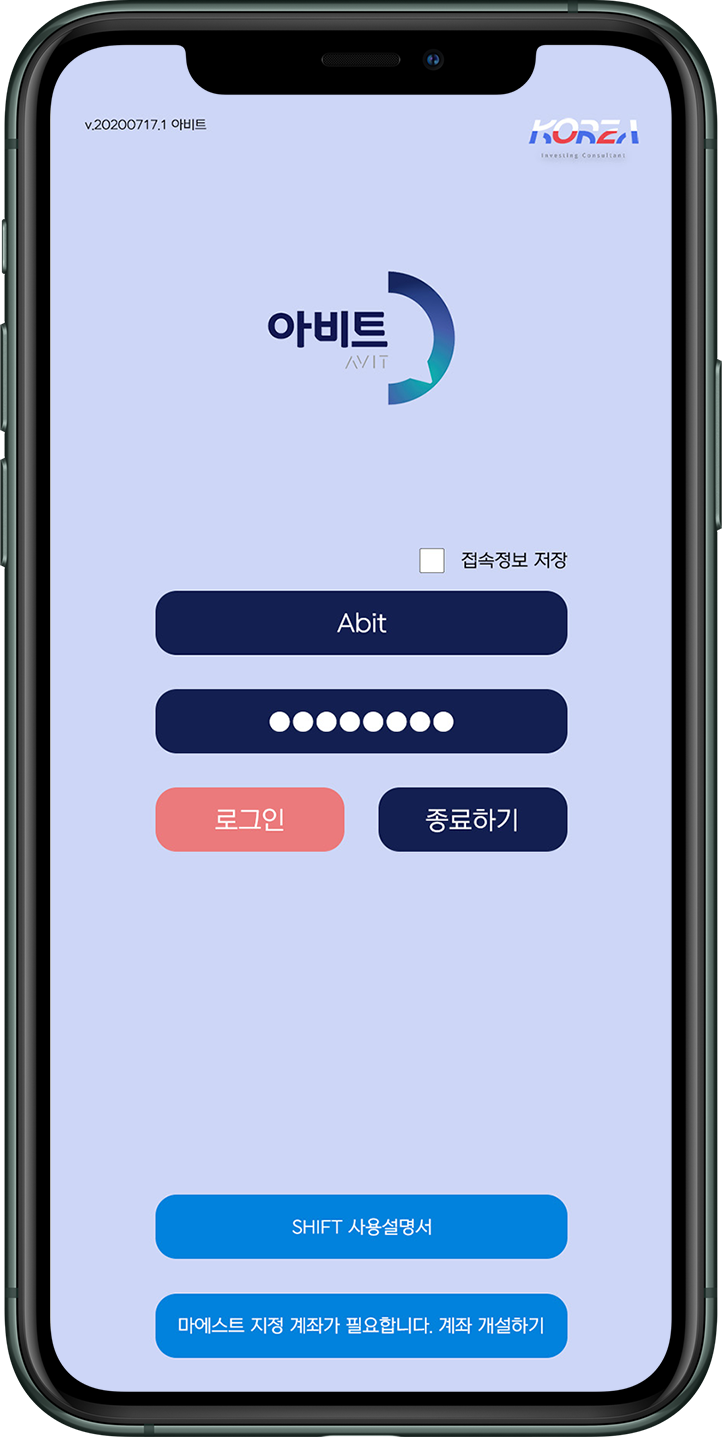 v.20200717.1 아비트
KOREA
Investing Consultant
아비트
AVIT
접속정보 저장
Abit
●●●●●●●●
로그인
종료하기
SHIFT 사용설명서
마에스트 지정 계좌가 필요합니다. 계좌 개설하기